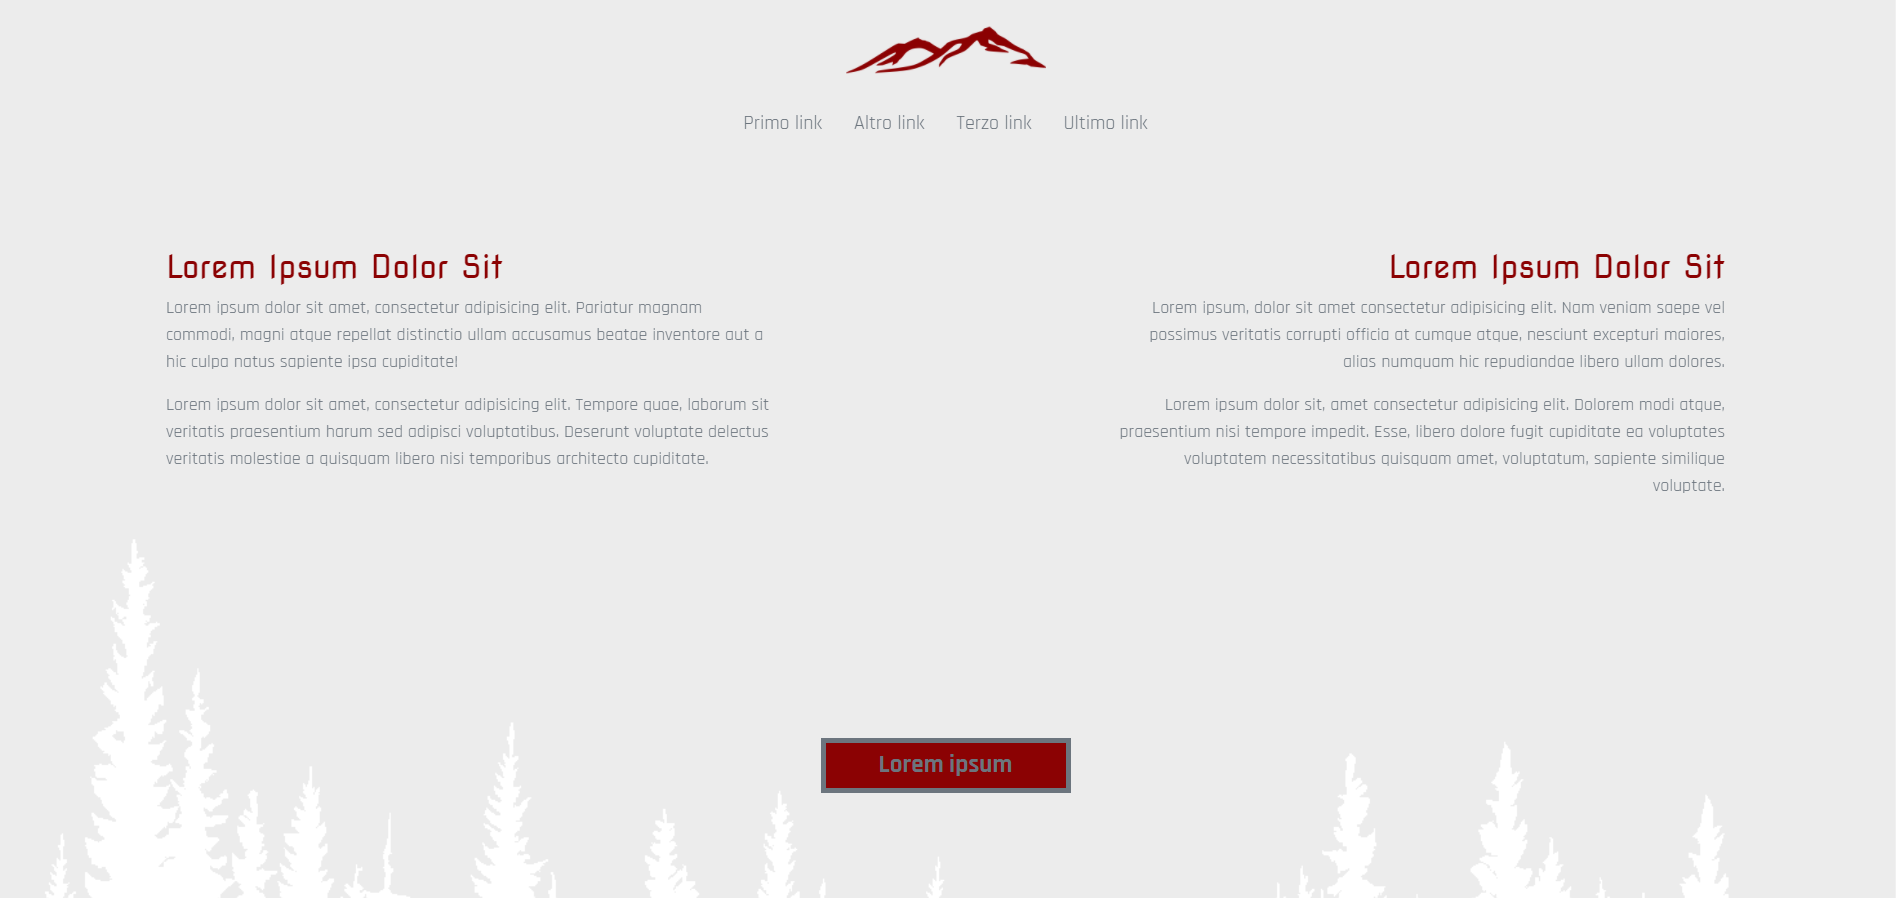 Primo link Altro link Terzo link Ultimo link
Lorem Ipsum Dolor Sit
Lorem ipsum dolor sit amet, consectetur adipisicing elit. Pariatur magnam
commodi, magni atque repellat distinctio ullam accusamus beatae inventore aut a
hic culpa natus sapiente ipsa cupiditate!
Lorem ipsum dolor sit amet, consectetur adipisicing elit. Tempore quae, laborum sit
veritatis praesentium harum sed adipisci voluptatibus. Deserunt voluptate delectus
veritatis molestiae a quisquam libero nisi temporibus architecto cupiditate.
Lorem Ipsum Dolor Sit
Lorem ipsum, dolor sit amet consectetur adipisicing elit. Nam veniam saepe vel
possimus veritatis corrupti officia at cumque atque, nesciunt excepturi maiores,
alias numquam hic repudiandae libero ullam dolores.
Lorem ipsum dolor sit, amet consectetur adipisicing elit. Dolorem modi atque,
praesentium nisi tempore impedit. Esse, libero dolore fugit cupiditate ea voluptates
voluptatem necessitatibus quisquam amet, voluptatum, sapiente similique
voluptate.
Lorem ipsum